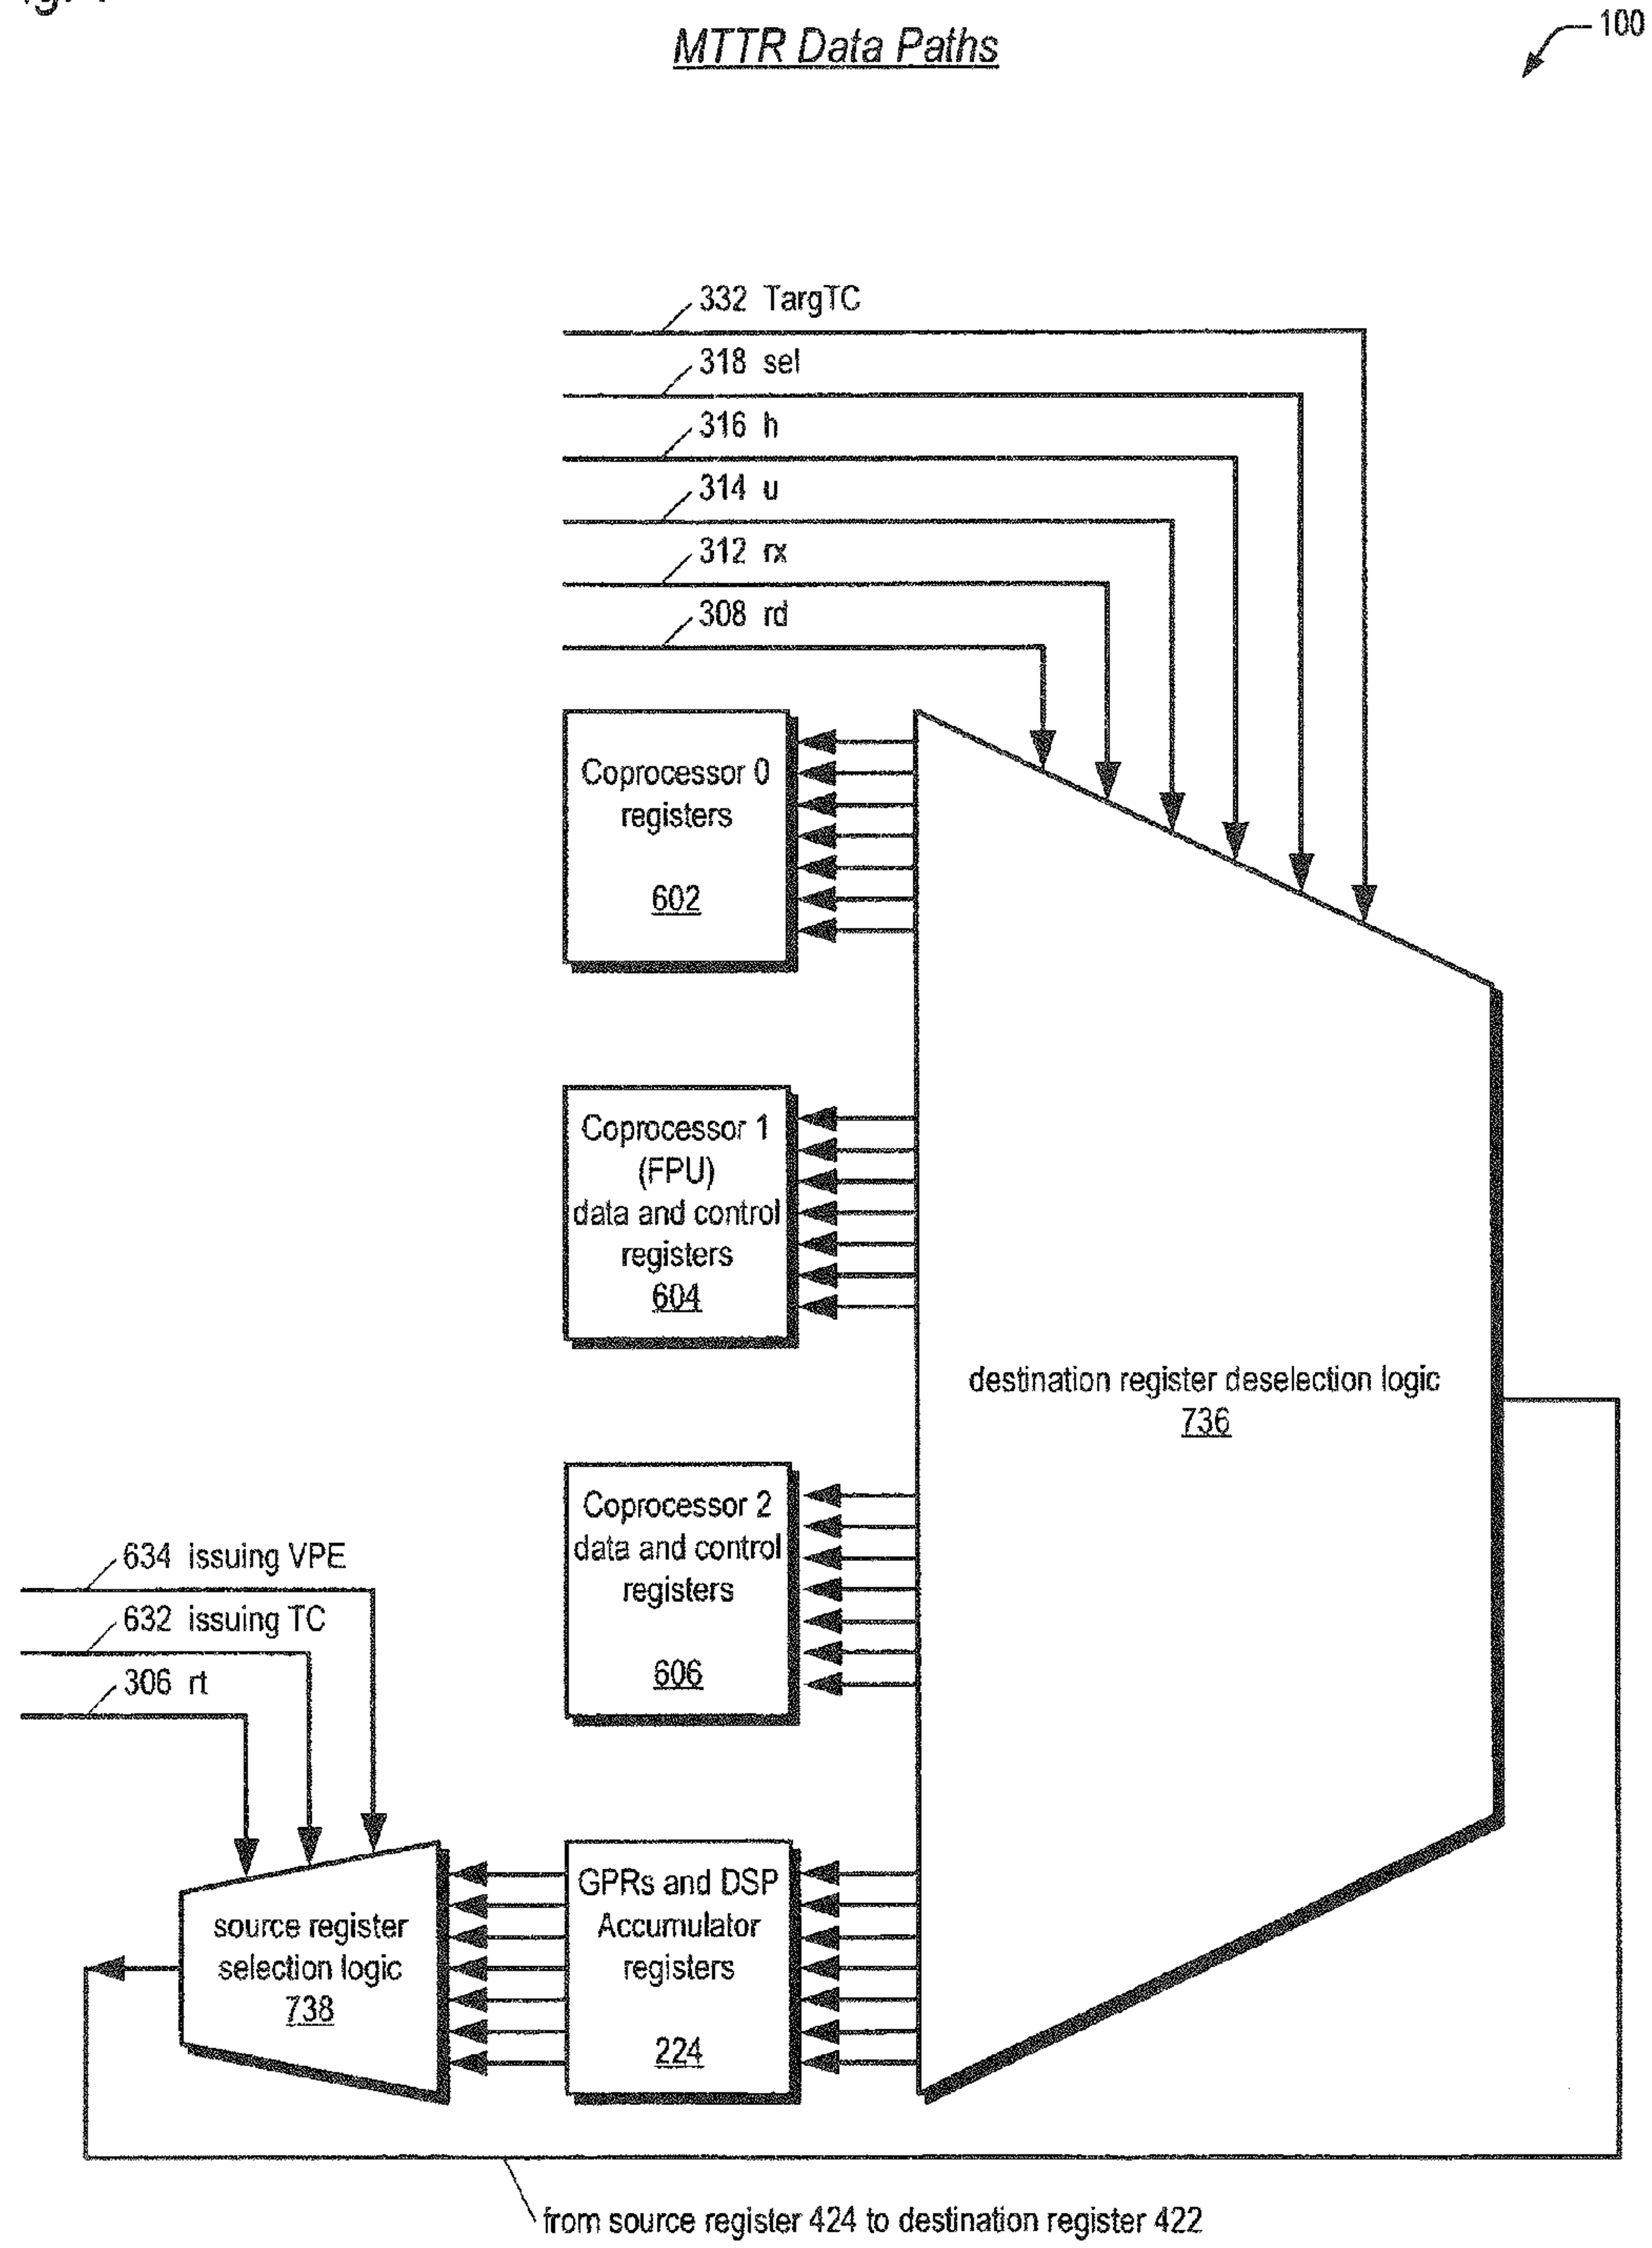 MTTR Data Paths
100
332 TargTC
318 sel
316 h
314 u
312 rx
308 rd
Coprocessor 0
registers
602
Coprocessor 1
(FPU)
data and control
registers
604
destination register deselection logic
736
Coprocessor 2
data and control
registers
606
634 issuing VPE
632 issuing TC
306 rt
GPRs and DSP
Accumulator
registers
224
source register
selection logic
738
from source register 424 to destination register 422